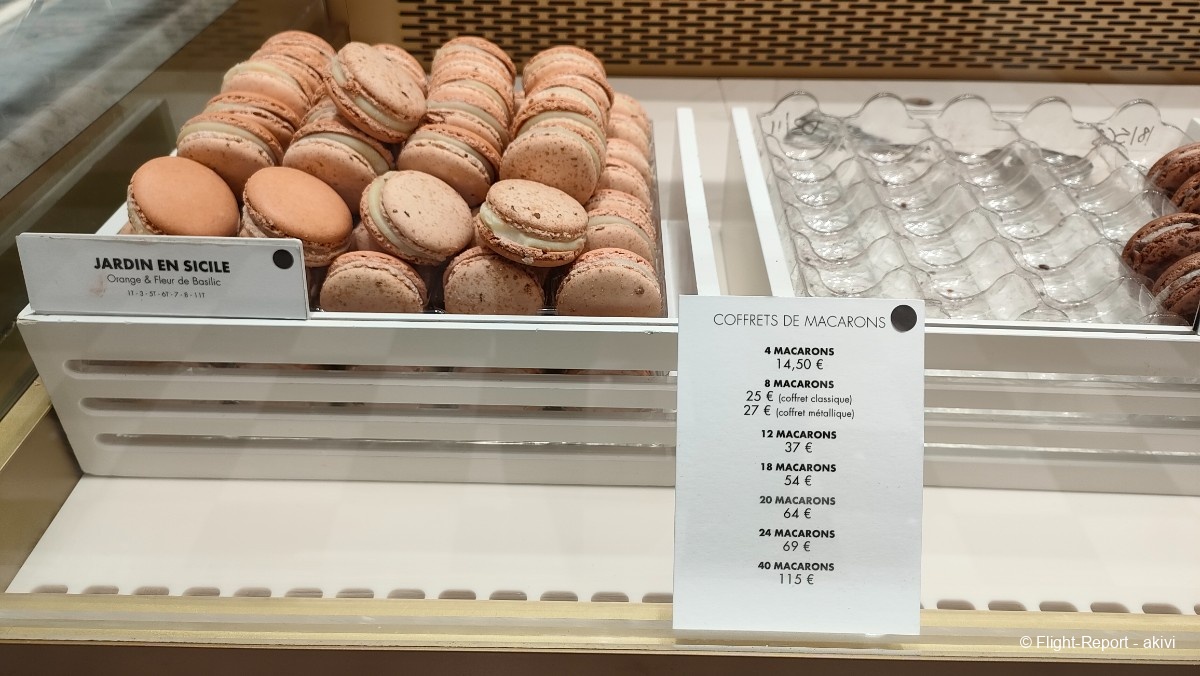 JARDIN EN SICILE
Orange & Fleur de Basilic
COFFRETS DE MACARONS
4 MACARONS
14,50 €
8 MACARONS
25 € (coffret classique)
27 € (coffret métallique)
12 MACARONS
37 €
18 MACARONS
54 €
20 MACARONS
64 €
24 MACARONS
69 €
40 MACARONS
115 €
© Flight-Report - akivi